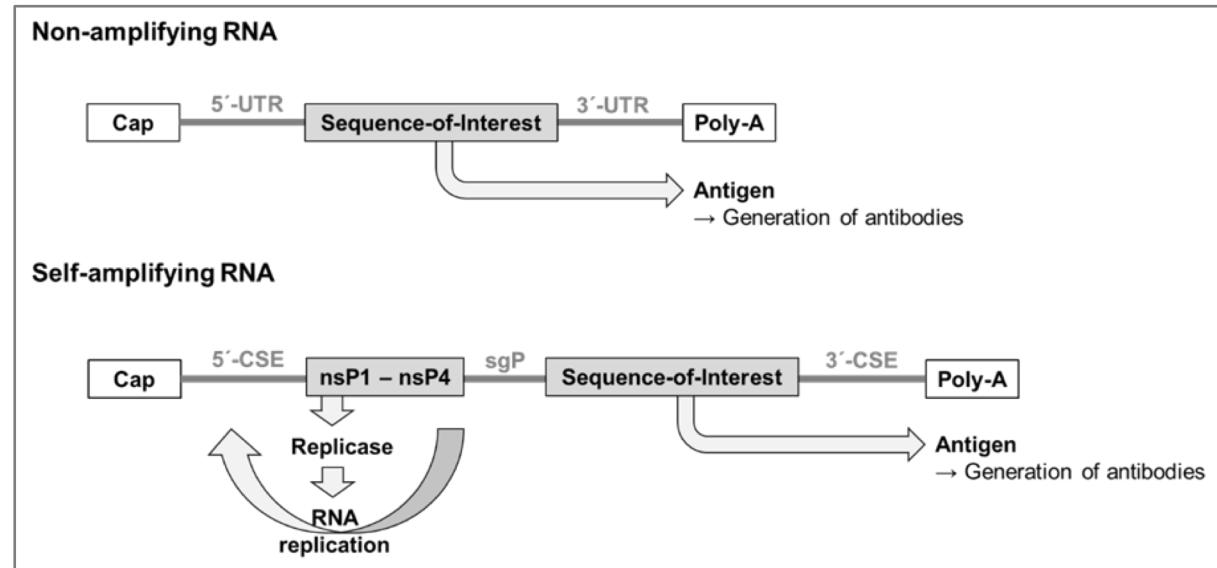 Non-amplifying RNA
5´-UTR
3´-UTR
Cap
Sequence-of-Interest
Poly-A
Antigen
→ Generation of antibodies
Self-amplifying RNA
5´-CSE
sgP
3´-CSE
Cap
nsP1 – nsP4
Sequence-of-Interest
Poly-A
Replicase
RNA
replication
Antigen
→ Generation of antibodies